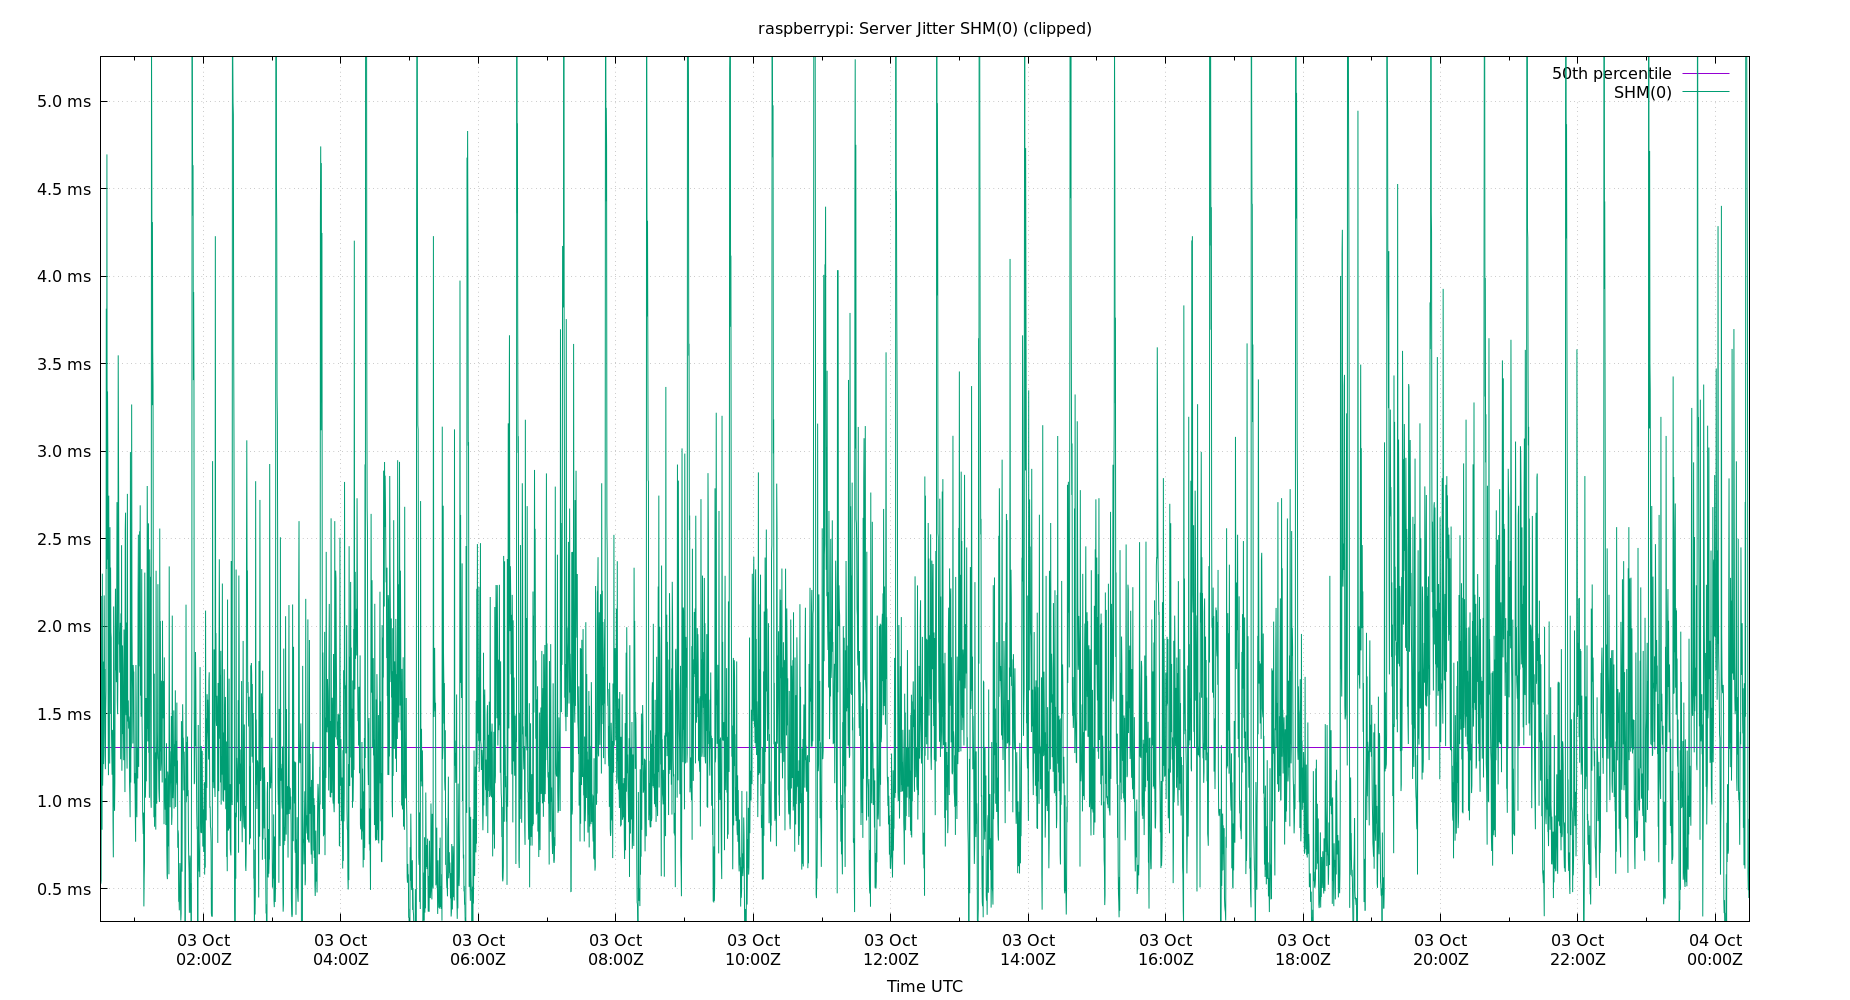 raspberrypi: Server Jitter SHM(0) (clipped)
50th percentile
SHM(0)
5.0 ms
4.5 ms
4.0 ms
3.5 ms
3.0 ms
2.5 ms
2.0 ms
1.5 ms
1.0 ms
0.5 ms
03 Oct 03 Oct 03 Oct 03 Oct 03 Oct 03 Oct 03 Oct 03 Oct 03 Oct 03 Oct 03 Oct 04 Oct
02:00Z 04:00Z 06:00Z 08:00Z 10:00Z 12:00Z 14:00Z 16:00Z 18:00Z 20:00Z 22:00Z 00:00Z
Time UTC